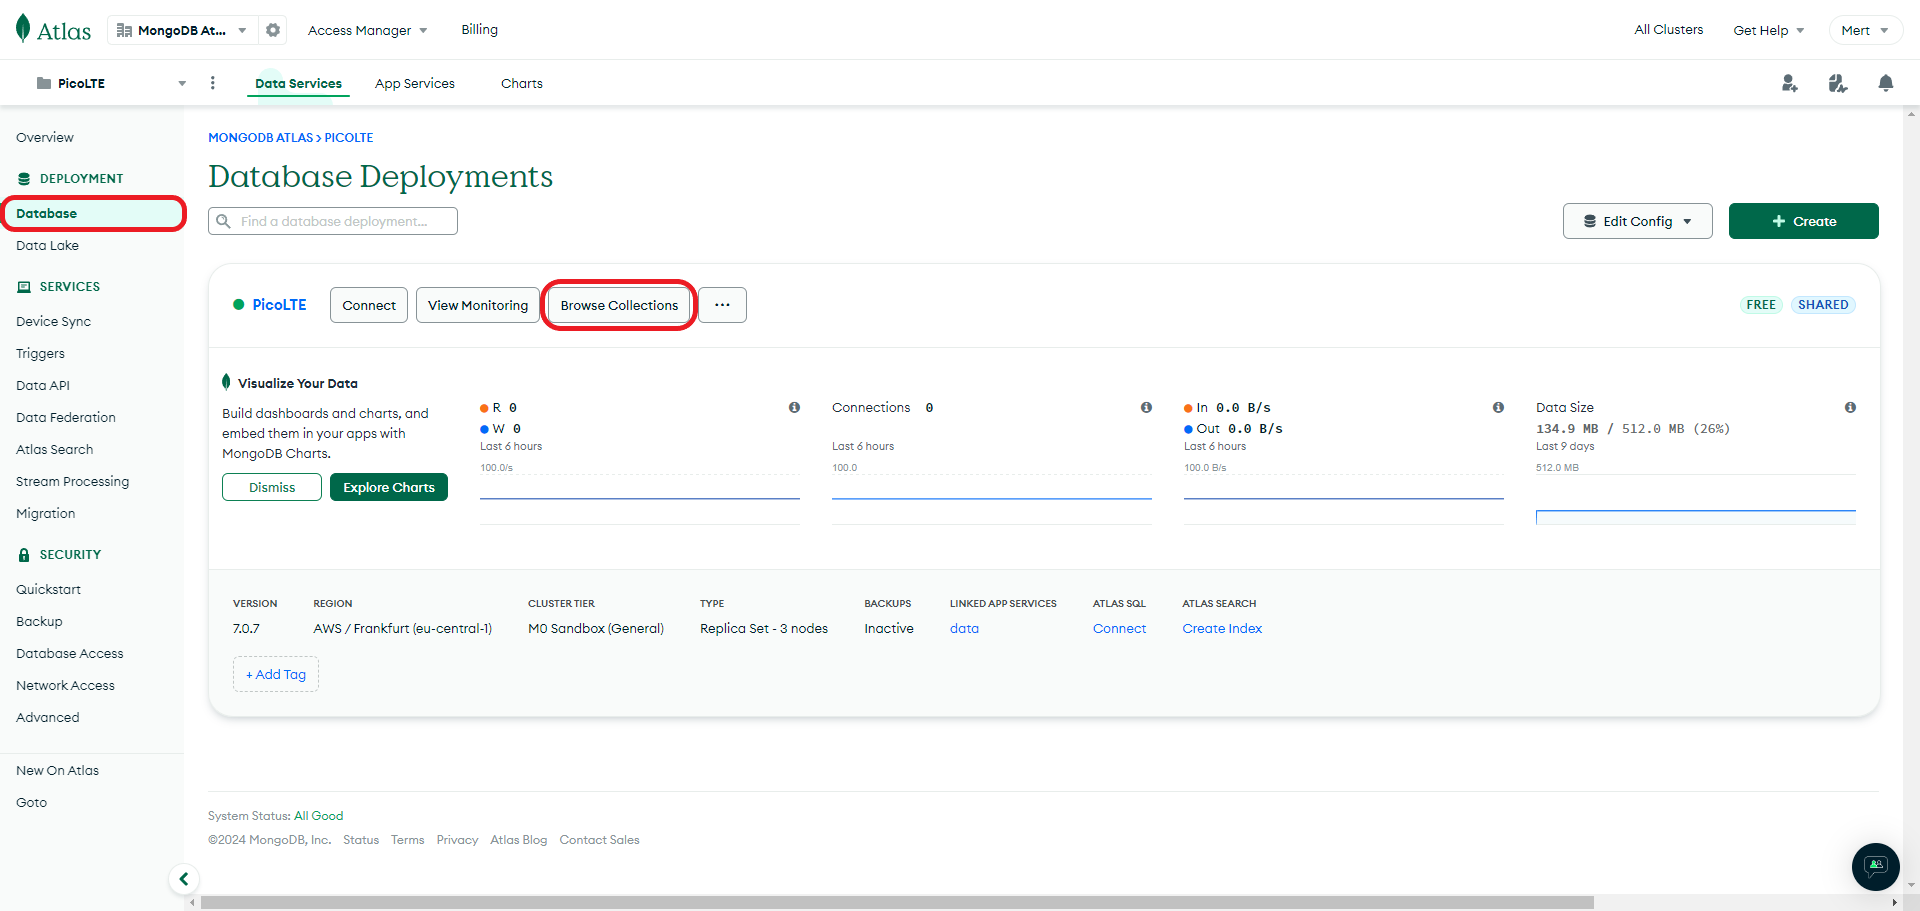 Atlas
MongoDB At...
Access Manager
Billing
All Clusters
Get Help
Mert
PicoLTE
Data Services
App Services
Charts
Overview
DEPLOYMENT
Database
Data Lake
SERVICES
Device Sync
Triggers
Data API
Data Federation
Atlas Search
Stream Processing
Migration
SECURITY
Quickstart
Backup
Database Access
Network Access
Advanced
New On Atlas
Goto
MONGODB ATLAS > PICOLTE
Database Deployments
Find a database deployment...
Edit Config
+ Create
PicoLTE
Connect
View Monitoring
Browse Collections
...
FREE
SHARED
Visualize Your Data
Build dashboards and charts, and
embed them in your apps with
MongoDB Charts.
Dismiss
Explore Charts
R 0
W 0
Last 6 hours
100.0/s
Connections 0
Last 6 hours
100.0
In 0.0 B/s
Out 0.0 B/s
Last 6 hours
100.0 B/s
Data Size
134.9 MB / 512.0 MB (26%)
Last 9 days
512.0 MB
VERSION
7.0.7
REGION
AWS / Frankfurt (eu-central-1)
CLUSTER TIER
M0 Sandbox (General)
TYPE
Replica Set - 3 nodes
BACKUPS
Inactive
LINKED APP SERVICES
data
ATLAS SQL
Connect
ATLAS SEARCH
Create Index
+ Add Tag
System Status: All Good
©2024 MongoDB, Inc. Status Terms Privacy Atlas Blog Contact Sales